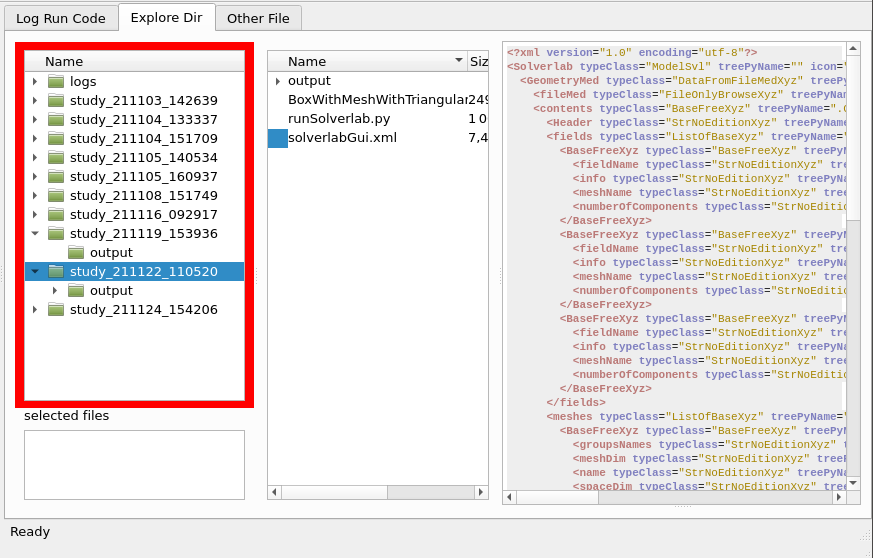 Log Run Code
Explore Dir
Other File
Name
logs
study_211103_142639
study_211104_133337
study_211104_151709
study_211105_140534
study_211105_160937
study_211108_151749
study_211116_092917
study_211119_153936
output
study_211122_110520
output
study_211124_154206
selected files
Name Siz
output
BoxWithMeshWithTriangular 249
runSolverlab.py 1 0
solverlabGui.xml 7,4
<?xml version="1.0" encoding="utf-8"?>
<Solverlab typeClass="ModelSvl" treePyName="" icon="
<GeometryMed typeClass="DataFromFileMedXyz" treePy
<fileMed typeClass="FileOnlyBrowseXyz" treePyNam
<contents typeClass="BaseFreeXyz" treePyName=".G
<Header typeClass="StrNoEditionXyz" treePyNa
<fields typeClass="ListOfBaseXyz" treePyName="
<BaseFreeXyz typeClass="BaseFreeXyz" treePyN
<fieldName typeClass="StrNoEditionXyz" tre
<info typeClass="StrNoEditionXyz" treePyNa
<meshName typeClass="StrNoEditionXyz" tree
<numberOfComponents typeClass="StrNoEditio
</BaseFreeXyz>
<BaseFreeXyz typeClass="BaseFreeXyz" treePyN
<fieldName typeClass="StrNoEditionXyz" tre
<info typeClass="StrNoEditionXyz" treePyNa
<meshName typeClass="StrNoEditionXyz" tree
<numberOfComponents typeClass="StrNoEditio
</BaseFreeXyz>
<BaseFreeXyz typeClass="BaseFreeXyz" treePyN
<fieldName typeClass="StrNoEditionXyz" tre
<info typeClass="StrNoEditionXyz" treePyNa
<meshName typeClass="StrNoEditionXyz" tree
<numberOfComponents typeClass="StrNoEditio
</BaseFreeXyz>
</fields>
<meshes typeClass="ListOfBaseXyz" treePyName="
<BaseFreeXyz typeClass="BaseFreeXyz" treePyN
<groupsNames typeClass="StrNoEditionXyz" t
<meshDim typeClass="StrNoEditionXyz" treeP
<name typeClass="StrNoEditionXyz" treePyNa
<spaceDim typeClass="StrNoEditionXyz" tree
Ready